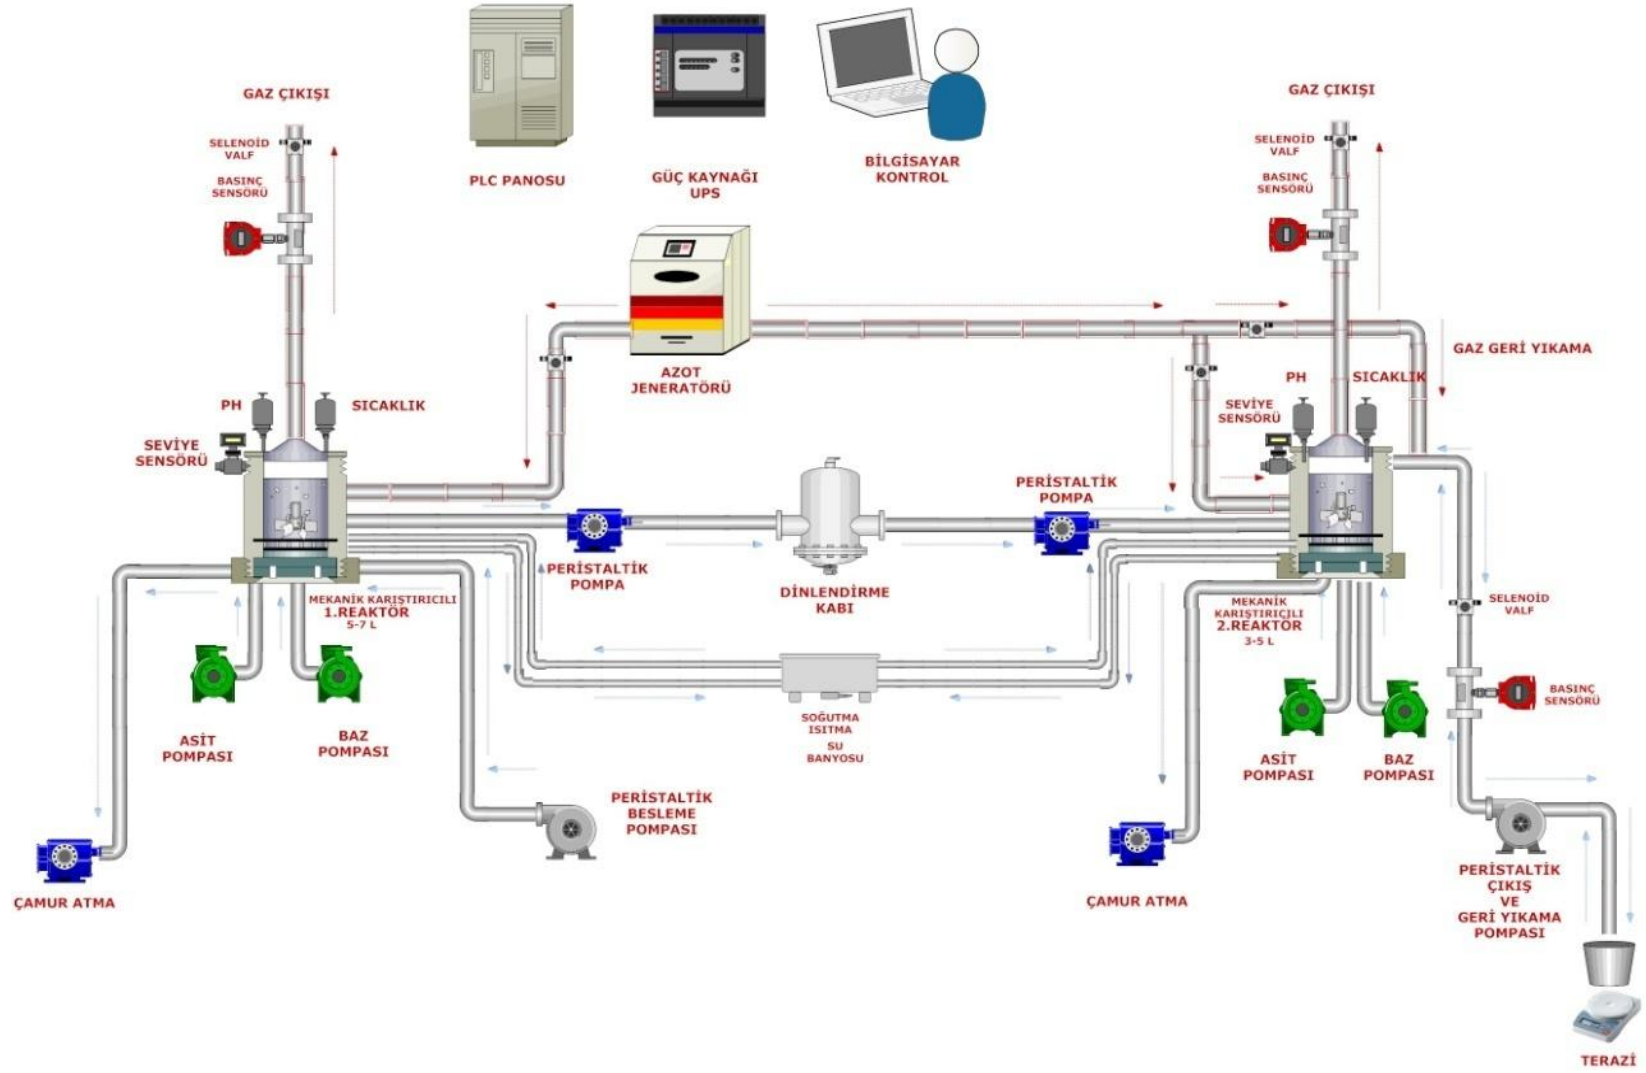 GAZ ÇIKIŞI
SELENOİD
VALF
BASINÇ
SENSÖRÜ
PLC PANOSU
GÜÇ KAYNAĞI
UPS
BİLGİSAYAR
KONTROL
GAZ ÇIKIŞI
SELENOİD
VALF
BASINÇ
SENSÖRÜ
AZOT
JENERATÖRÜ
GAZ GERİ YIKAMA
PH
SICAKLIK
SEVİYE
SENSÖRÜ
PH
SICAKLIK
SEVİYE
SENSÖRÜ
PERİSTALTİK
POMPA
PERİSTALTİK
POMPA
DİNLENDİRME
KABI
MEKANİK KARIŞTIRICILI
1.REAKTÖR
5-7 L
MEKANİK
KARIŞTIRICILI
2.REAKTÖR
3-5 L
SELENOİD
VALF
BASINÇ
SENSÖRÜ
SOĞUTMA
ISITMA
SU
BANYOSU
ASİT
POMPASI
BAZ
POMPASI
ASİT
POMPASI
BAZ
POMPASI
PERİSTALTİK
BESLEME
POMPASI
ÇAMUR ATMA
ÇAMUR ATMA
PERİSTALTİK
ÇIKIŞ
VE
GERİ YIKAMA
POMPASI
TERAZİ